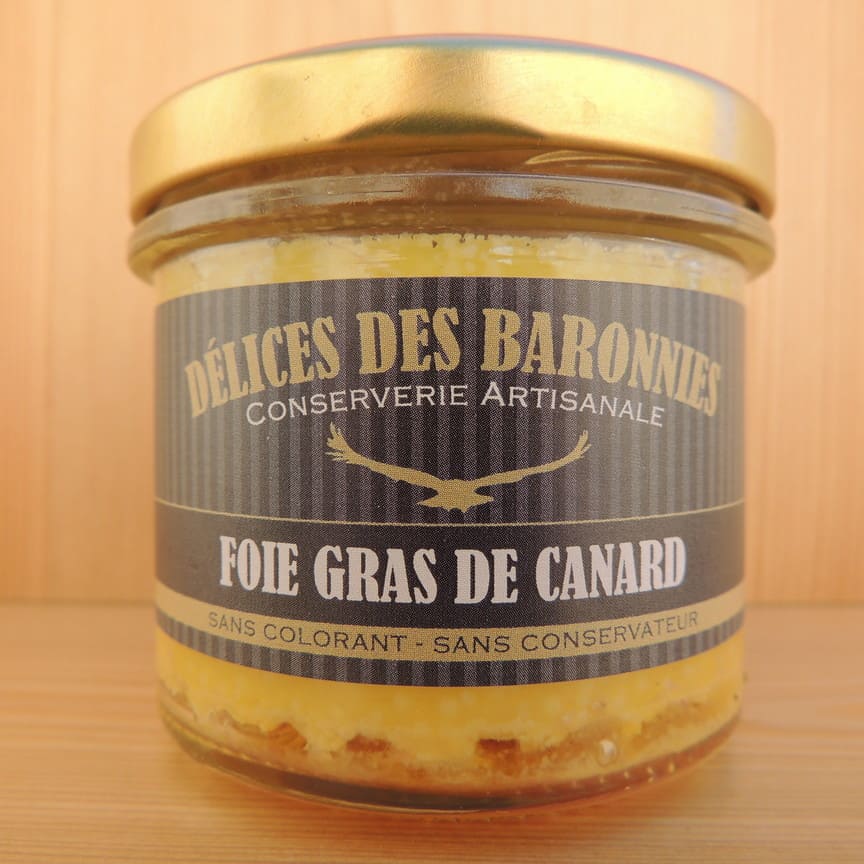 DÉLICES DES BARONNIES
CONSERVERIE ARTISANALE
FOIE GRAS DE CANARD
SANS COLORANT - SANS CONSERVATEUR